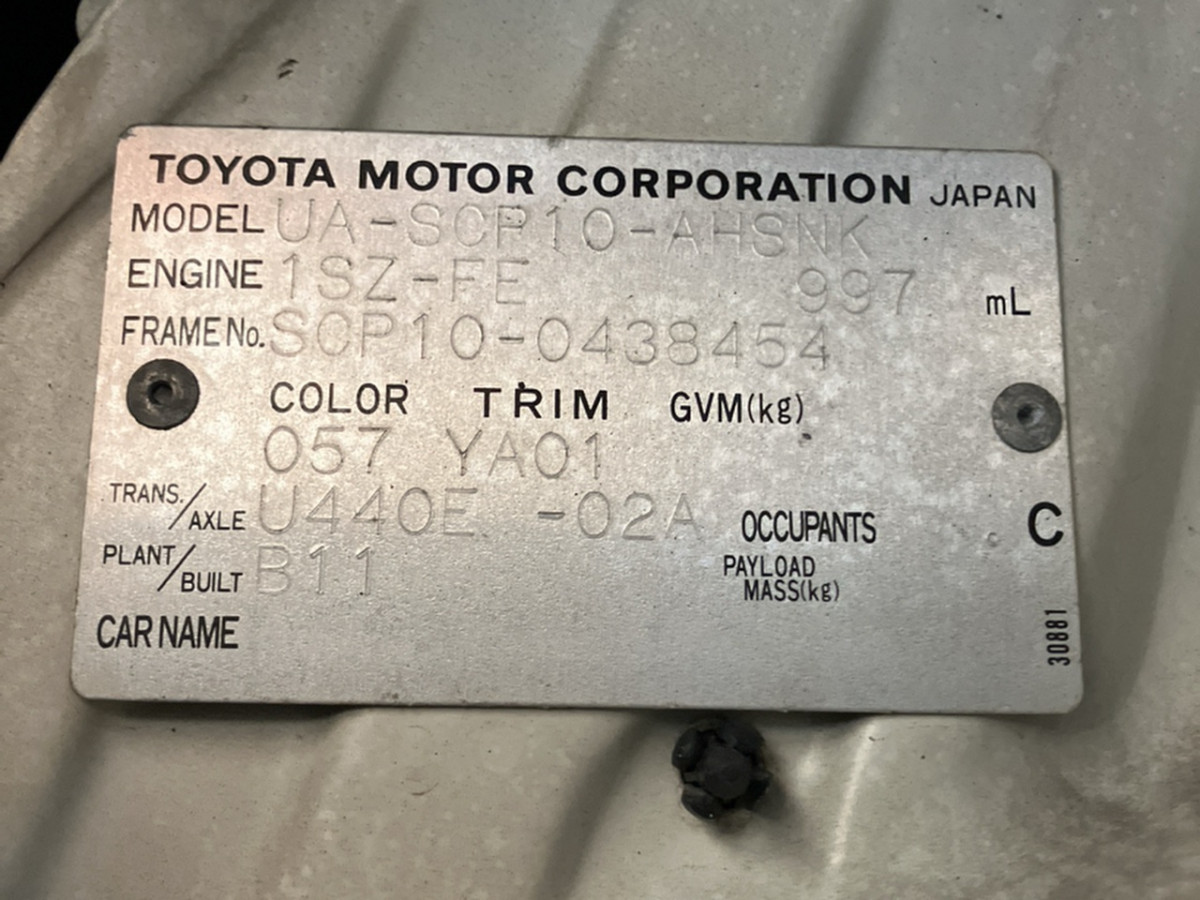 TOYOTA MOTOR CORPORATION JAPAN
MODEL UA-SCP10-AHSNK
ENGINE 1SZ-FE 997 mL
FRAME No. SCP10-0438454
COLOR TRIM GVM(kg)
057 YA01
TRANS./AXLE U440E -02A OCCUPANTS C
PLANT/BUILT B11 PAYLOAD MASS(kg)
CAR NAME
30881